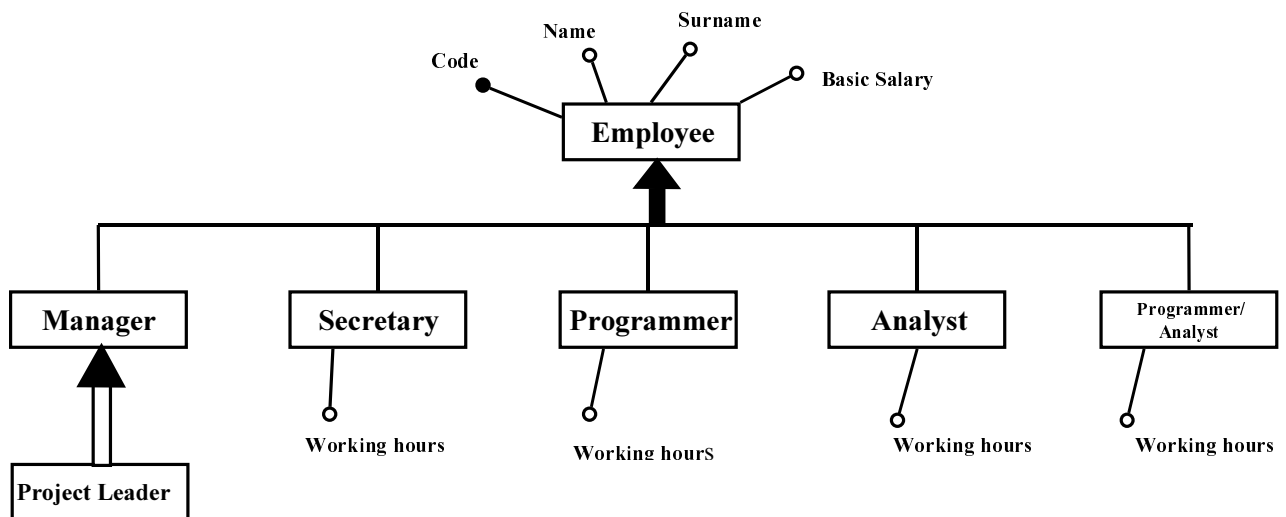 Surname
Name
Code
Basic Salary
Employee
Manager
Secretary
Programmer
Analyst
Programmer/
Analyst
Working hours
Working hours
Working hours
Working hours
Project Leader